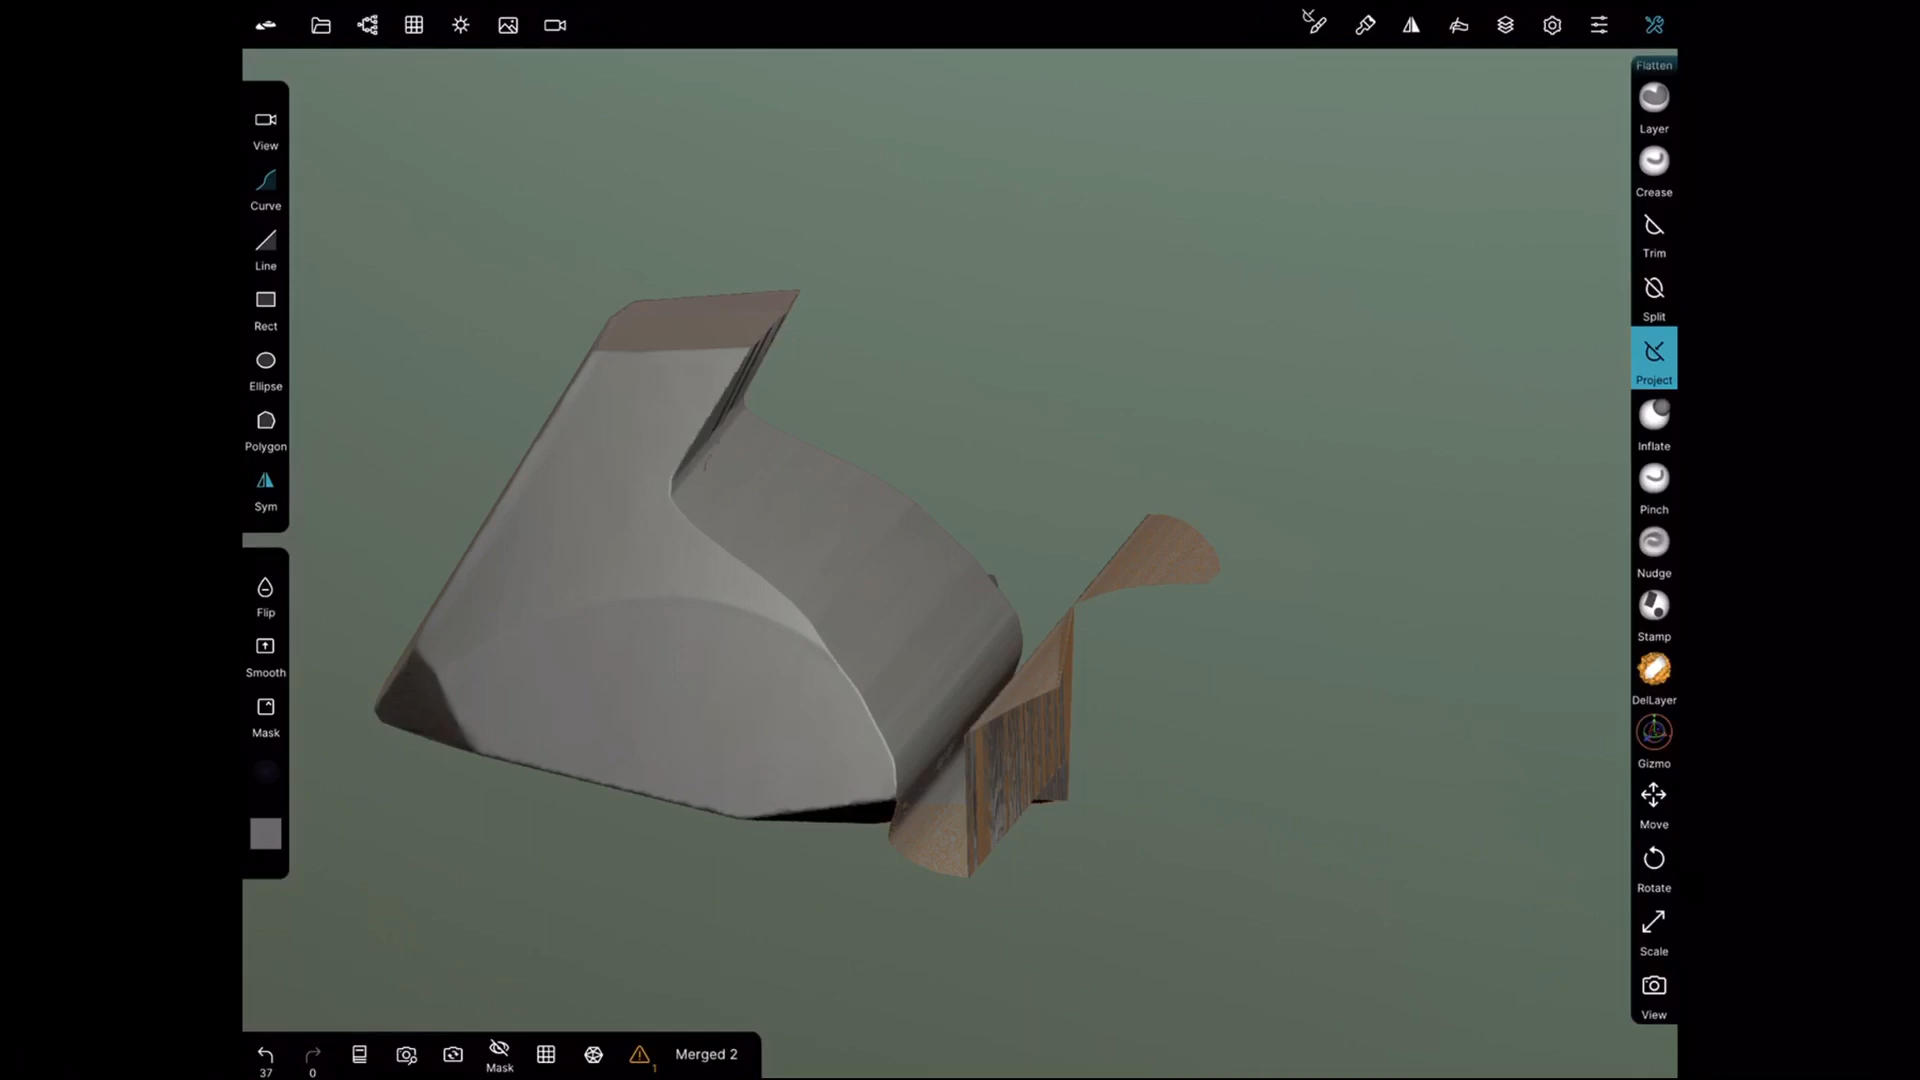 Flatten
View
Curve
Line
Rect
Ellipse
Polygon
Sym
Flip
Smooth
Mask
Layer
Crease
Trim
Split
Project
Inflate
Pinch
Nudge
Stamp
DelLayer
Gizmo
Move
Rotate
Scale
View
37
0
Mask
1
Merged 2